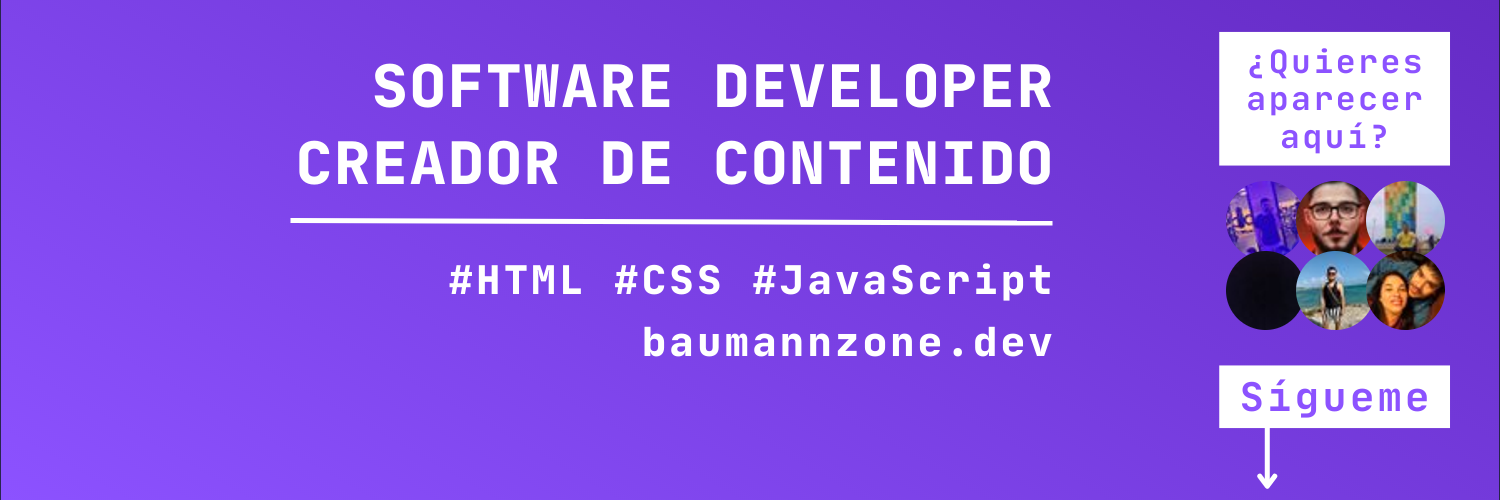 SOFTWARE DEVELOPER
CREADOR DE CONTENIDO
#HTML #CSS #JavaScript
baumannzone.dev
¿Quieres
aparecer
aquí?
Sígueme